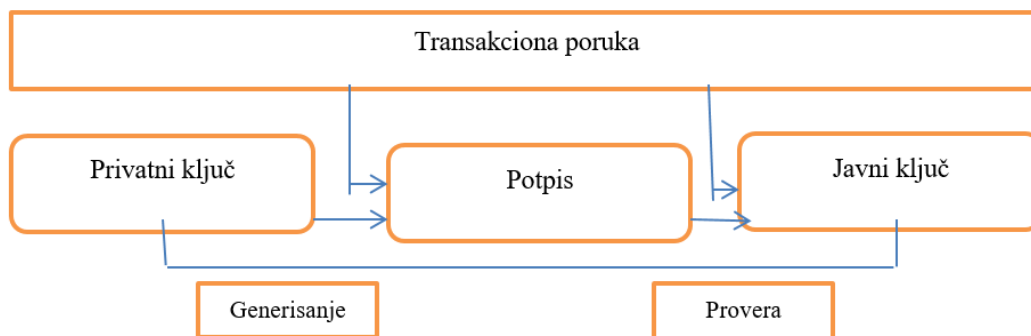 Transakciona poruka
Privatni ključ
Potpis
Javni ključ
Generisanje
Provera